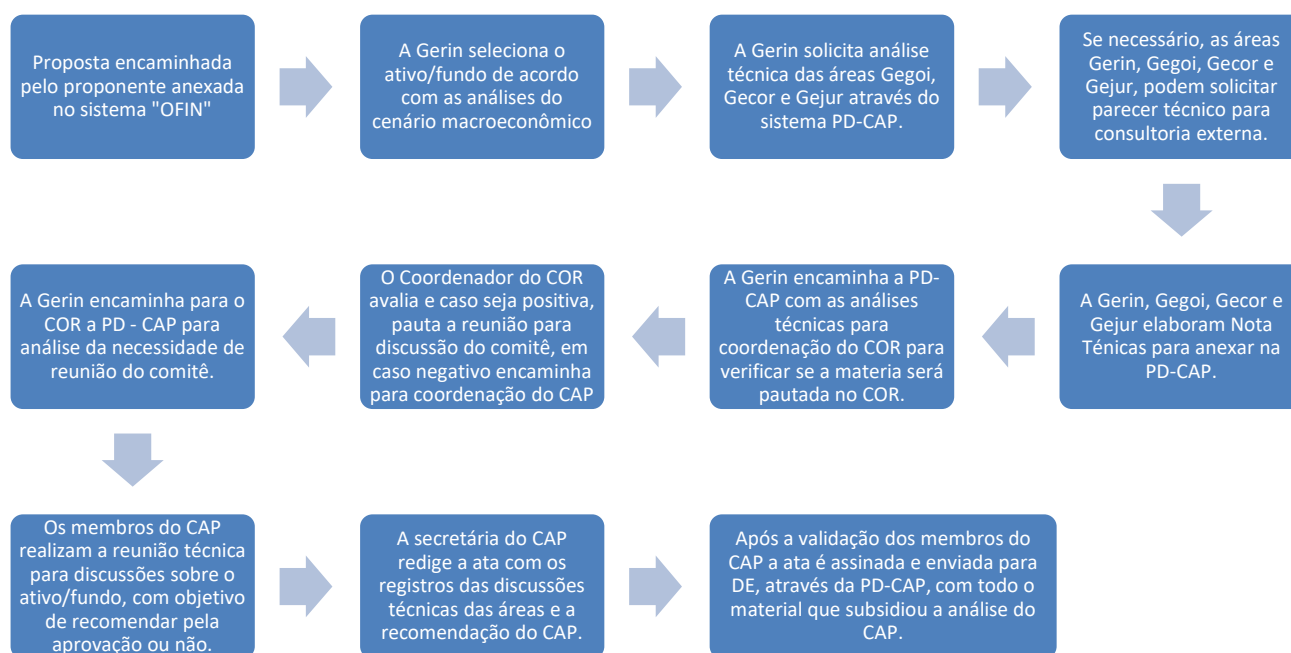 Proposta encaminhada
pelo proponente anexada
no sistema "OFIN"
A Gerin seleciona o
ativo/fundo de acordo
com as análises do
cenário macroeconômico
A Gerin solicita análise
técnica das áreas Gegoi,
Gecor e Gejur através do
sistema PD-CAP.
Se necessário, as áreas
Gerin, Gegoi, Gecor e
Gejur, podem solicitar
parecer técnico para
consultoria externa.
A Gerin, Gegoi, Gecor e
Gejur elaboram Nota
Ténicas para anexar na
PD-CAP.
A Gerin encaminha a PD-
CAP com as análises
técnicas para
coordenação do COR para
verificar se a materia será
pautada no COR.
O Coordenador do COR
avalia e caso seja positiva,
pauta a reunião para
discussão do comitê, em
caso negativo encaminha
para coordenação do CAP
A Gerin encaminha para o
COR a PD - CAP para
análise da necessidade de
reunião do comitê.
Os membros do CAP
realizam a reunião técnica
para discussões sobre o
ativo/fundo, com objetivo
de recomendar pela
aprovação ou não.
A secretária do CAP
redige a ata com os
registros das discussões
técnicas das áreas e a
recomendação do CAP.
Após a validação dos membros do
CAP a ata é assinada e enviada para
DE, através da PD-CAP, com todo o
material que subsidiou a análise do
CAP.